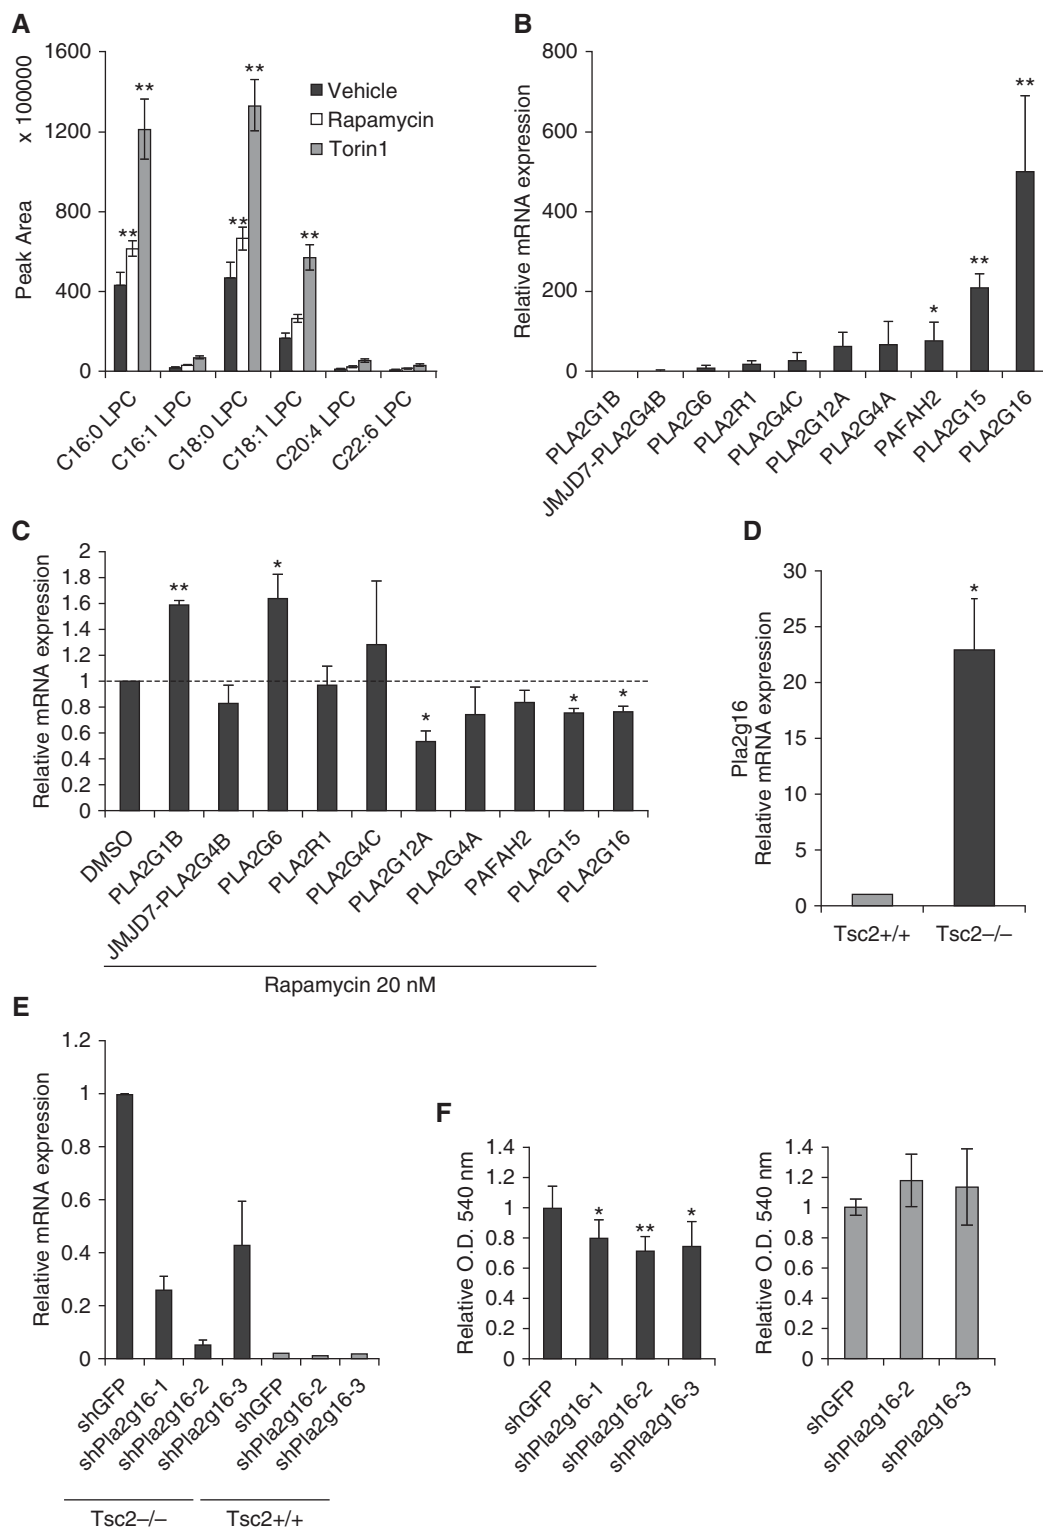 A
x 100000
Peak Area
1600
1200
800
400
0
**
**
**
**
**
Vehicle
Rapamycin
Torin1
C16:0 LPC
C16:1 LPC
C18:0 LPC
C18:1 LPC
C20:4 LPC
C22:6 LPC
B
Relative mRNA expression
800
600
400
200
0
*
**
**
PLA2G1B
JMJD7-PLA2G4B
PLA2G6
PLA2R1
PLA2G4C
PLA2G12A
PLA2G4A
PAFAH2
PLA2G15
PLA2G16
C
Relative mRNA expression
2
1.8
1.6
1.4
1.2
1
0.8
0.6
0.4
0.2
0
**
*
*
*
*
DMSO
PLA2G1B
JMJD7-PLA2G4B
PLA2G6
PLA2R1
PLA2G4C
PLA2G12A
PLA2G4A
PAFAH2
PLA2G15
PLA2G16
Rapamycin 20 nM
D
Pla2g16
Relative mRNA expression
30
25
20
15
10
5
0
*
Tsc2+/+
Tsc2–/–
E
Relative mRNA expression
1.2
1
0.8
0.6
0.4
0.2
0
shGFP
shPla2g16-1
shPla2g16-2
shPla2g16-3
shGFP
shPla2g16-2
shPla2g16-3
Tsc2–/–
Tsc2+/+
F
Relative O.D. 540 nm
1.4
1.2
1
0.8
0.6
0.4
0.2
0
*
**
*
shGFP
shPla2g16-1
shPla2g16-2
shPla2g16-3
Relative O.D. 540 nm
1.4
1.2
1
0.8
0.6
0.4
0.2
0
shGFP
shPla2g16-2
shPla2g16-3